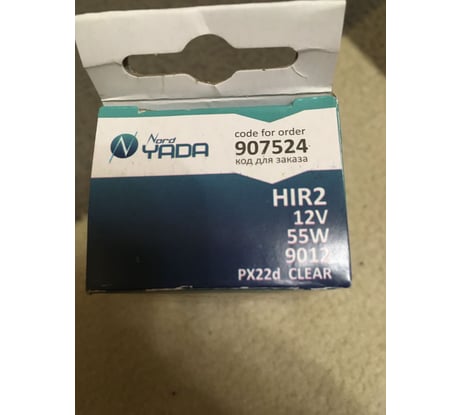 Nord
YADA
code for order
907524
код для заказа
HIR2
12V
55W
9012
PX22d CLEAR